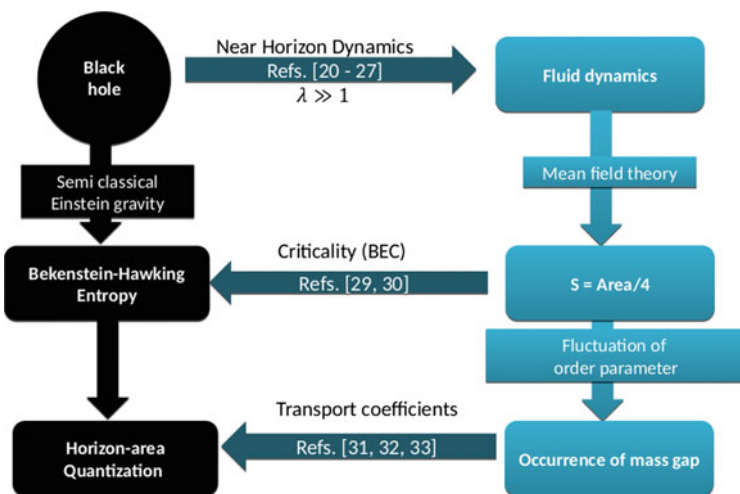 Black
hole
Near Horizon Dynamics
Refs. [20 - 27]
λ ≫ 1
Fluid dynamics
Semi classical
Einstein gravity
Mean field theory
Bekenstein-Hawking
Entropy
Criticality (BEC)
Refs. [29, 30]
S = Area/4
Fluctuation of
order parameter
Horizon-area
Quantization
Transport coefficients
Refs. [31, 32, 33]
Occurrence of mass gap